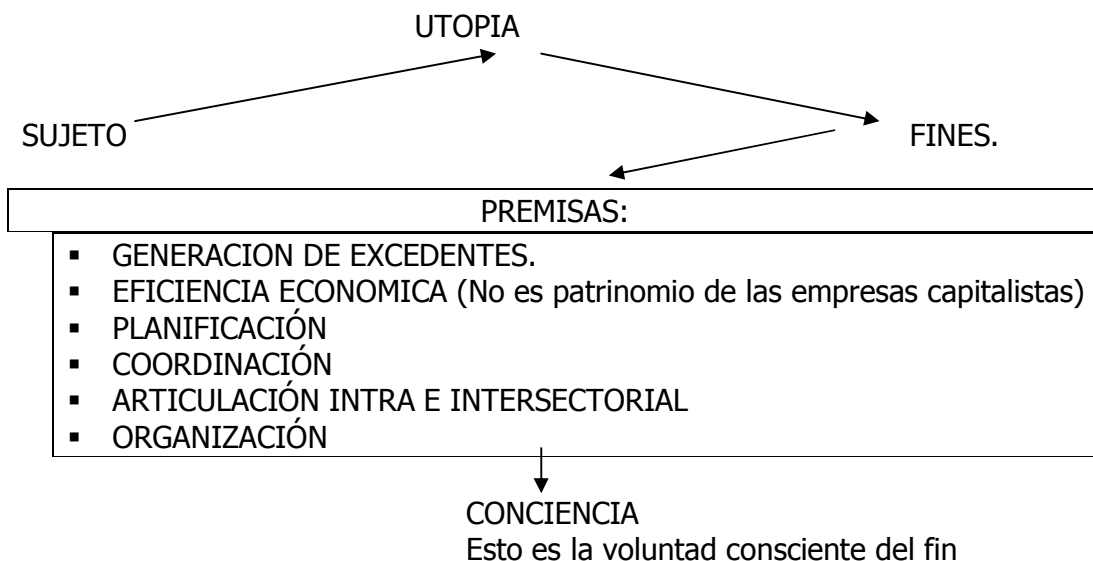 UTOPIA
SUJETO
FINES.
PREMISAS:
▪ GENERACION DE EXCEDENTES.
▪ EFICIENCIA ECONOMICA (No es patrinomio de las empresas capitalistas)
▪ PLANIFICACIÓN
▪ COORDINACIÓN
▪ ARTICULACIÓN INTRA E INTERSECTORIAL
▪ ORGANIZACIÓN
CONCIENCIA
Esto es la voluntad consciente del fin